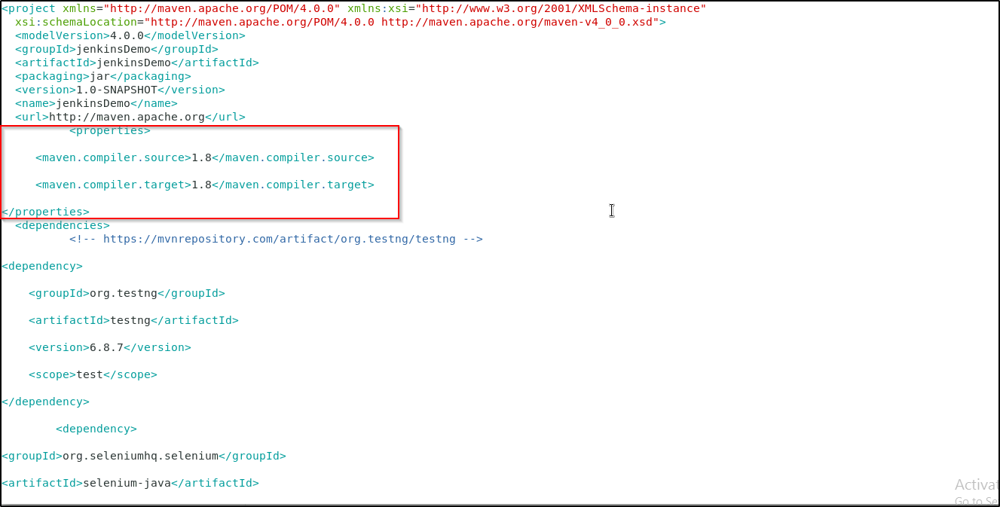 <project xmlns="http://maven.apache.org/POM/4.0.0" xmlns:xsi="http://www.w3.org/2001/XMLSchema-instance"
  xsi:schemaLocation="http://maven.apache.org/POM/4.0.0 http://maven.apache.org/maven-v4_0_0.xsd">
  <modelVersion>4.0.0</modelVersion>
  <groupId>jenkinsDemo</groupId>
  <artifactId>jenkinsDemo</artifactId>
  <packaging>jar</packaging>
  <version>1.0-SNAPSHOT</version>
  <name>jenkinsDemo</name>
  <url>http://maven.apache.org</url>
          <properties>
     <maven.compiler.source>1.8</maven.compiler.source>
     <maven.compiler.target>1.8</maven.compiler.target>
</properties>
  <dependencies>
          <!-- https://mvnrepository.com/artifact/org.testng/testng -->
<dependency>
    <groupId>org.testng</groupId>
    <artifactId>testng</artifactId>
    <version>6.8.7</version>
    <scope>test</scope>
</dependency>
        <dependency>
<groupId>org.seleniumhq.selenium</groupId>
<artifactId>selenium-java</artifactId>
Activat
Go to Se